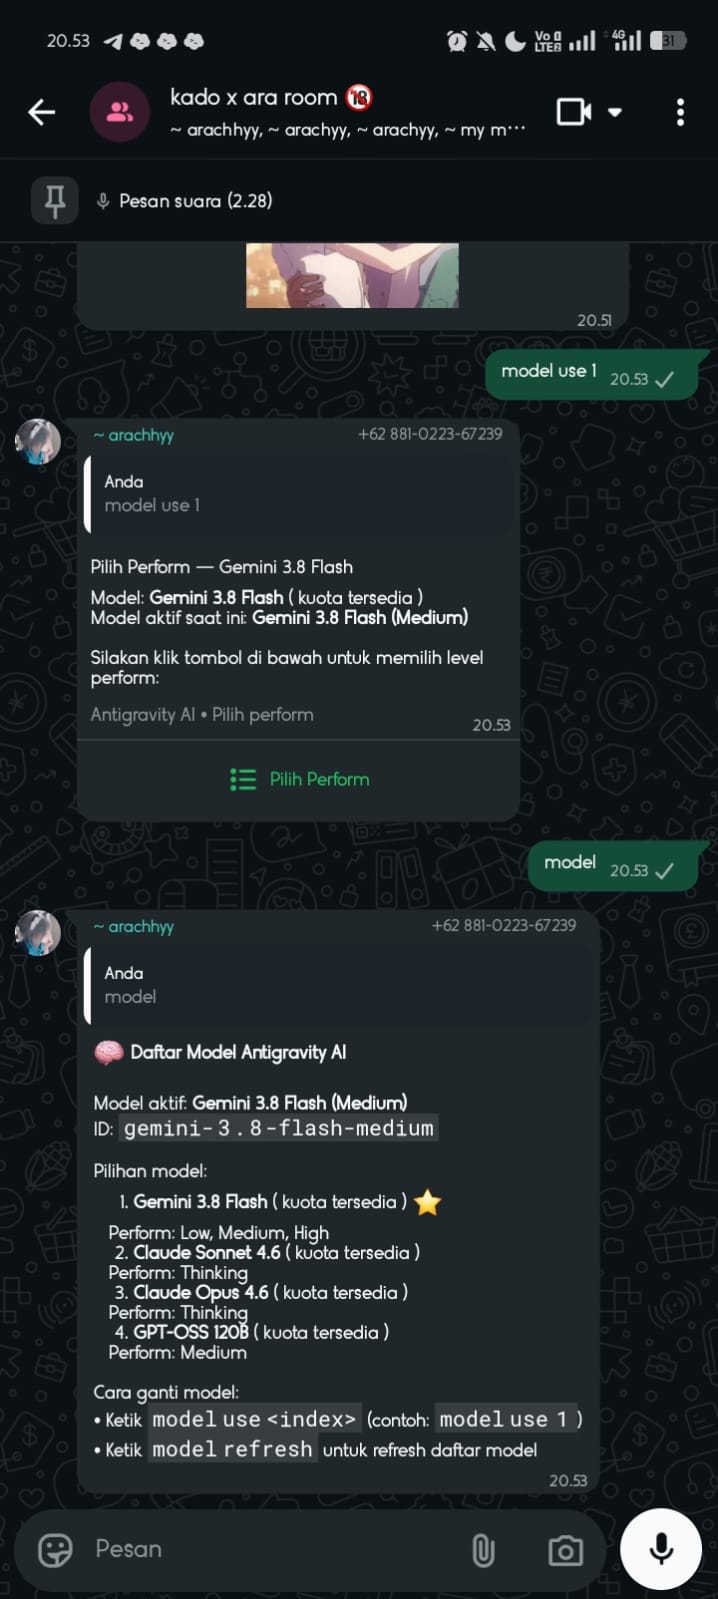 20.53
Vo LTE2 4G 31
kado x ara room 🔞
~ arachhyy, ~ arachyy, ~ arachyy, ~ my m...
Pesan suara (2.28)
20.51
model use 1 20.53
~ arachhyy +62 881-0223-67239
Anda
model use 1
Pilih Perform — Gemini 3.8 Flash
Model: Gemini 3.8 Flash ( kuota tersedia )
Model aktif saat ini: Gemini 3.8 Flash (Medium)
Silakan klik tombol di bawah untuk memilih level
perform:
Antigravity AI • Pilih perform
20.53
Pilih Perform
model 20.53
~ arachhyy +62 881-0223-67239
Anda
model
🧠 Daftar Model Antigravity AI
Model aktif: Gemini 3.8 Flash (Medium)
ID: gemini-3.8-flash-medium
Pilihan model:
1. Gemini 3.8 Flash ( kuota tersedia ) ⭐
Perform: Low, Medium, High
2. Claude Sonnet 4.6 ( kuota tersedia )
Perform: Thinking
3. Claude Opus 4.6 ( kuota tersedia )
Perform: Thinking
4. GPT-OSS 120B ( kuota tersedia )
Perform: Medium
Cara ganti model:
• Ketik model use <index> (contoh: model use 1 )
• Ketik model refresh untuk refresh daftar model
20.53
Pesan